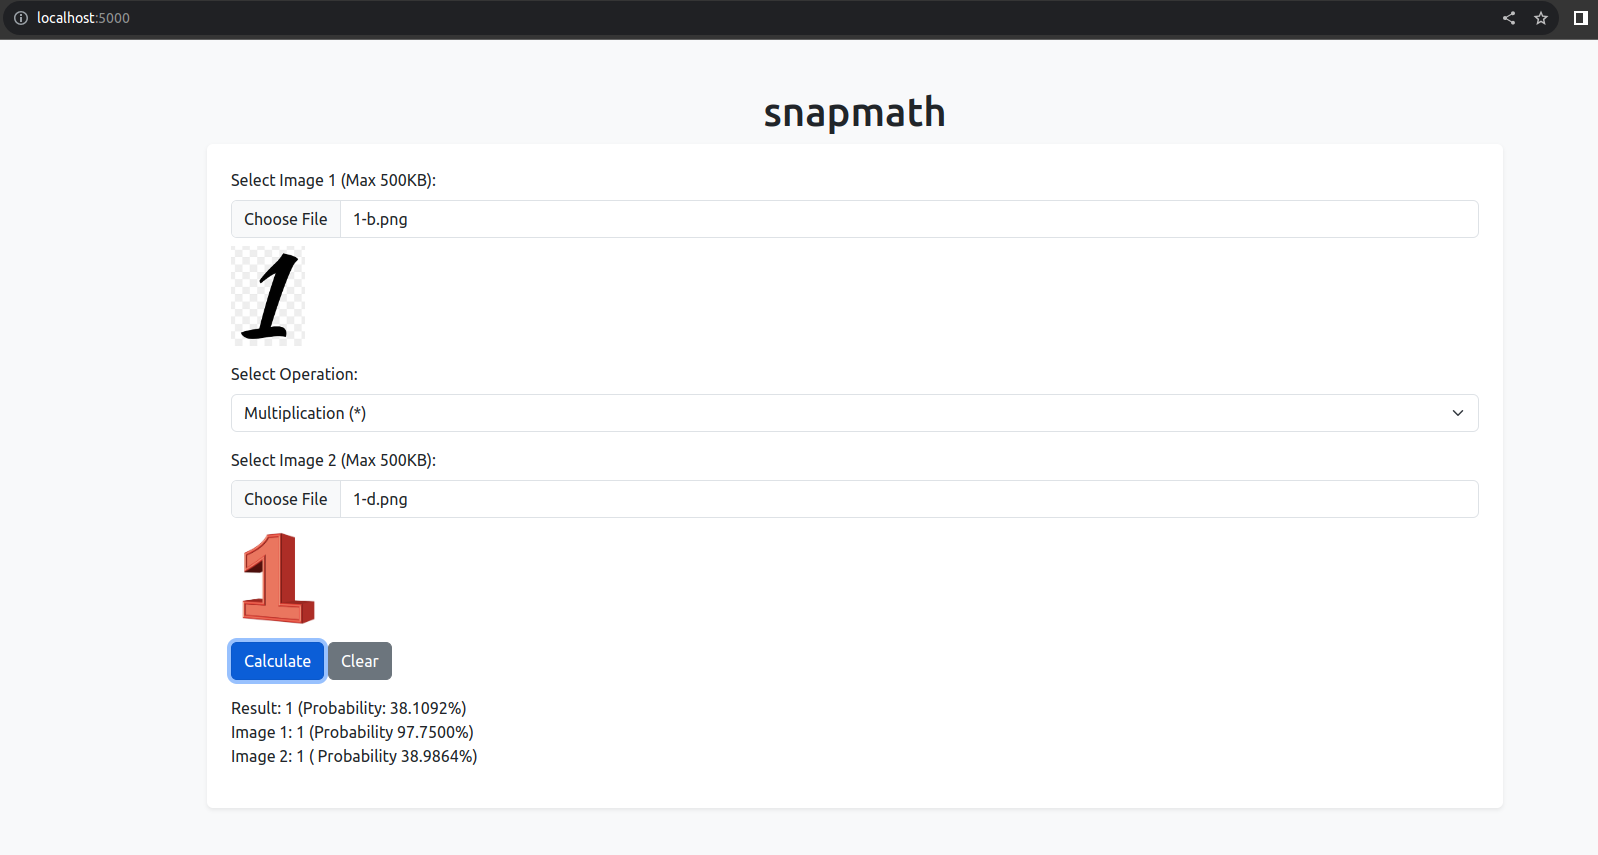 localhost:5000
snapmath
Select Image 1 (Max 500KB):
Choose File 1-b.png
1
Select Operation:
Multiplication (*)
Select Image 2 (Max 500KB):
Choose File 1-d.png
1
Calculate Clear
Result: 1 (Probability: 38.1092%)
Image 1: 1 (Probability 97.7500%)
Image 2: 1 ( Probability 38.9864%)